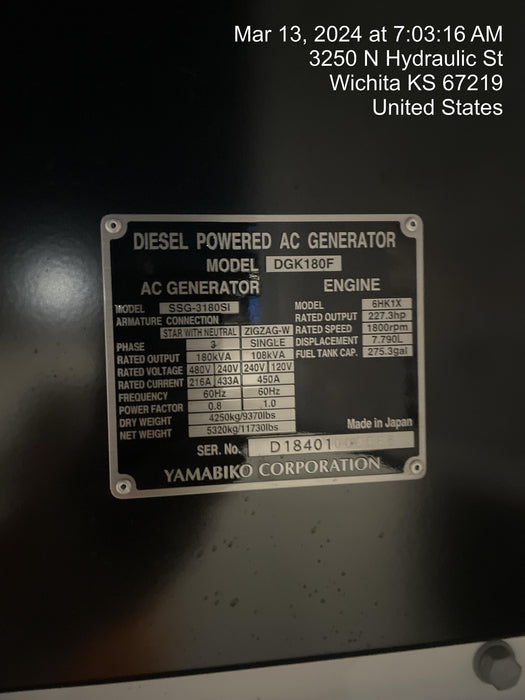 Mar 13, 2024 at 7:03:16 AM
3250 N Hydraulic St
Wichita KS 67219
United States
DIESEL POWERED AC GENERATOR
MODEL DGK180F
AC GENERATOR
MODEL SSG-3180SI
ARMATURE CONNECTION
STAR WITH NEUTRAL ZIGZAG-W
PHASE 3 SINGLE
RATED OUTPUT 180kVA 108kVA
RATED VOLTAGE 480V 240V 240V 120V
RATED CURRENT 216A 433A 450A
FREQUENCY 60Hz 60Hz
POWER FACTOR 0.8 1.0
DRY WEIGHT 4250kg/9370lbs
NET WEIGHT 5320kg/11730lbs
ENGINE
MODEL 6HK1X
RATED OUTPUT 227.3hp
RATED SPEED 1800rpm
DISPLACEMENT 7.790L
FUEL TANK CAP. 275.3gal
Made in Japan
SER. No.
YAMABIKO CORPORATION